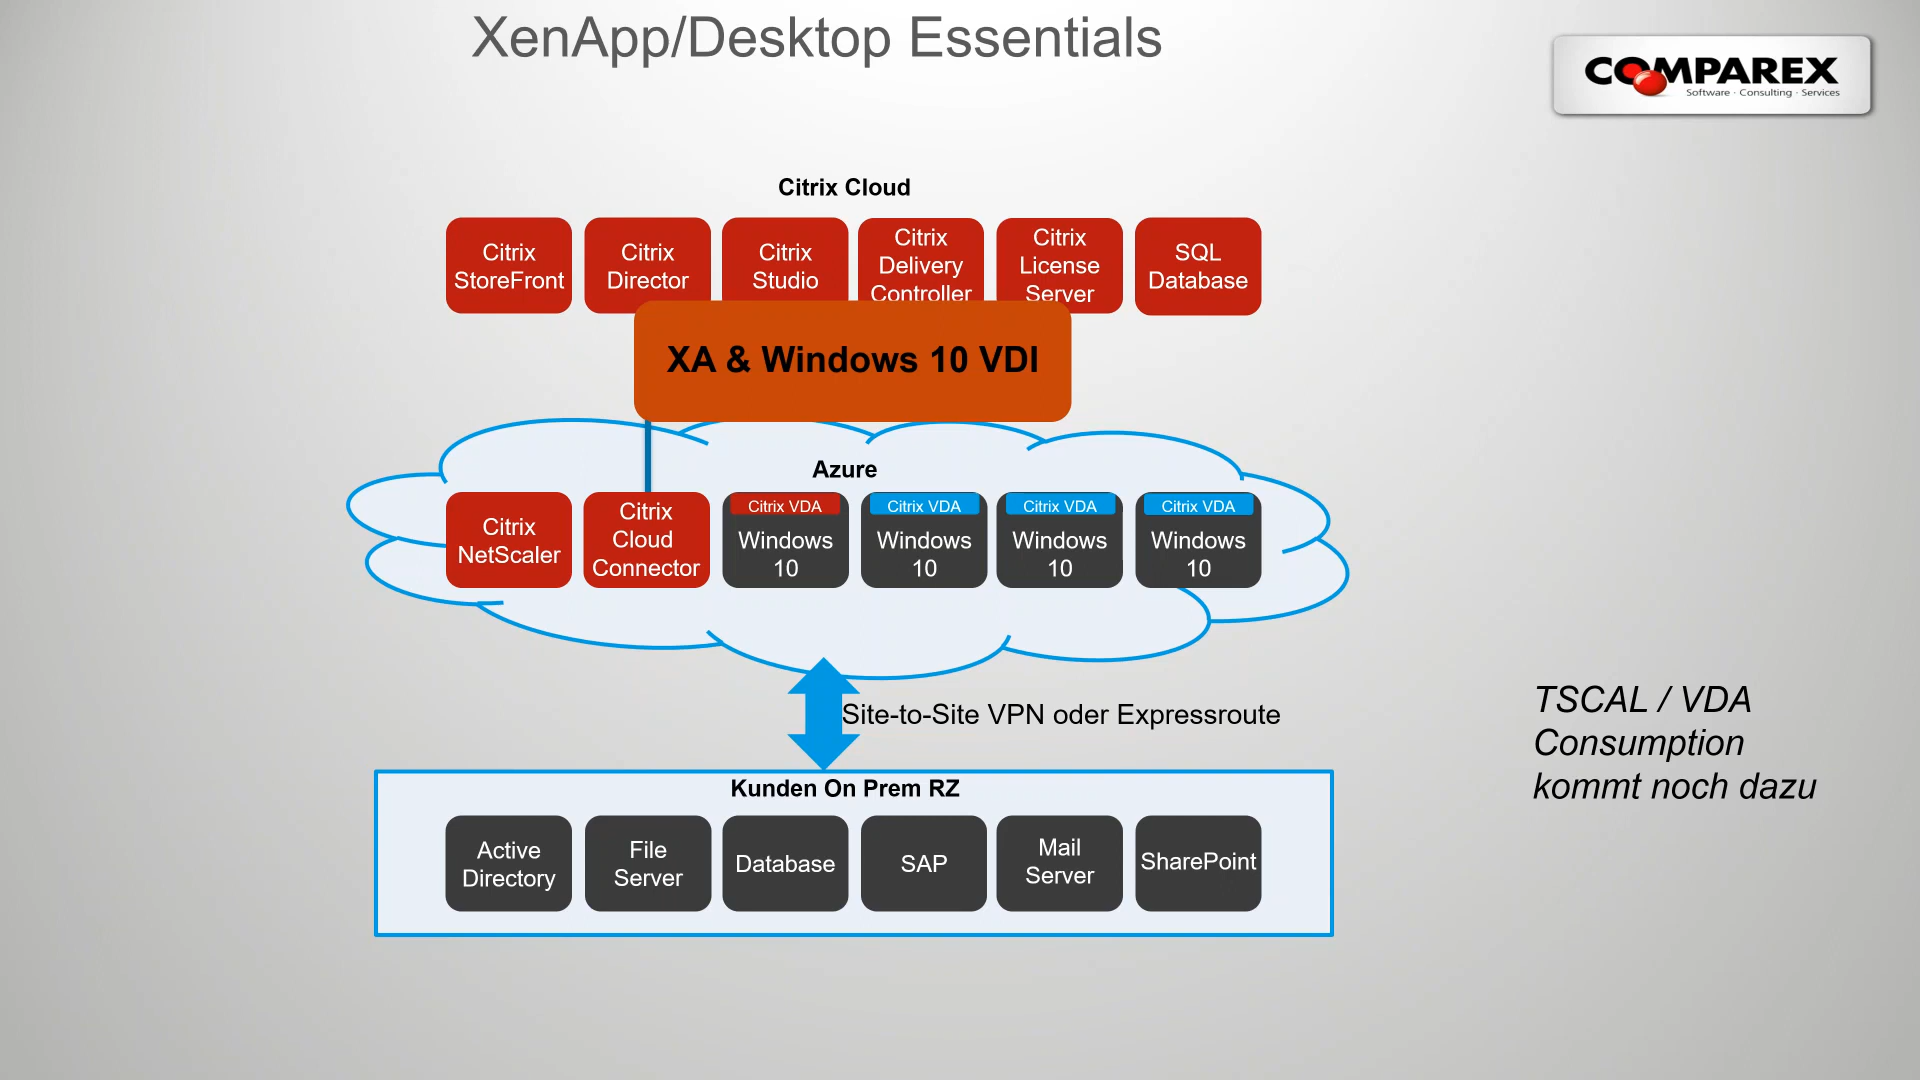 XenApp/Desktop Essentials
COMPAREX
Software · Consulting · Services
Citrix Cloud
Citrix
StoreFront
Citrix
Director
Citrix
Studio
Citrix
Delivery
Controller
Citrix
License
Server
SQL
Database
XA & Windows 10 VDI
Azure
Citrix
NetScaler
Citrix
Cloud
Connector
Citrix VDA
Windows
10
Citrix VDA
Windows
10
Citrix VDA
Windows
10
Citrix VDA
Windows
10
Site-to-Site VPN oder Expressroute
TSCAL / VDA
Consumption
kommt noch dazu
Kunden On Prem RZ
Active
Directory
File
Server
Database
SAP
Mail
Server
SharePoint